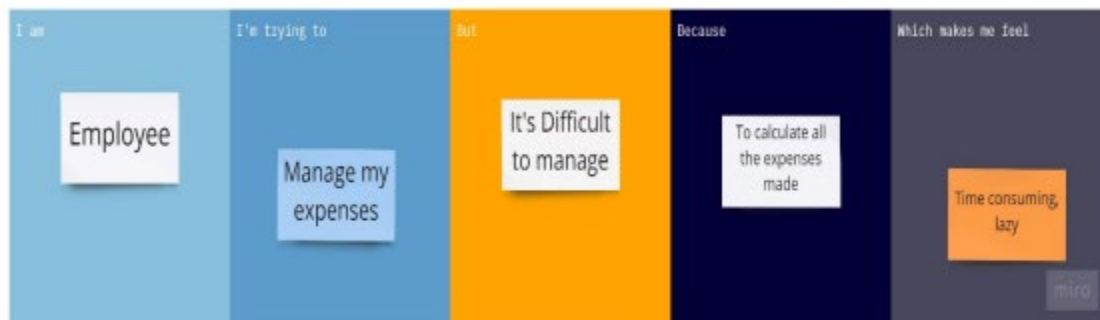 I am
Employee
I'm trying to
Manage my
expenses
But
It's Difficult
to manage
Because
To calculate all
the expenses
made
Which makes me feel
Time consuming,
lazy
miro